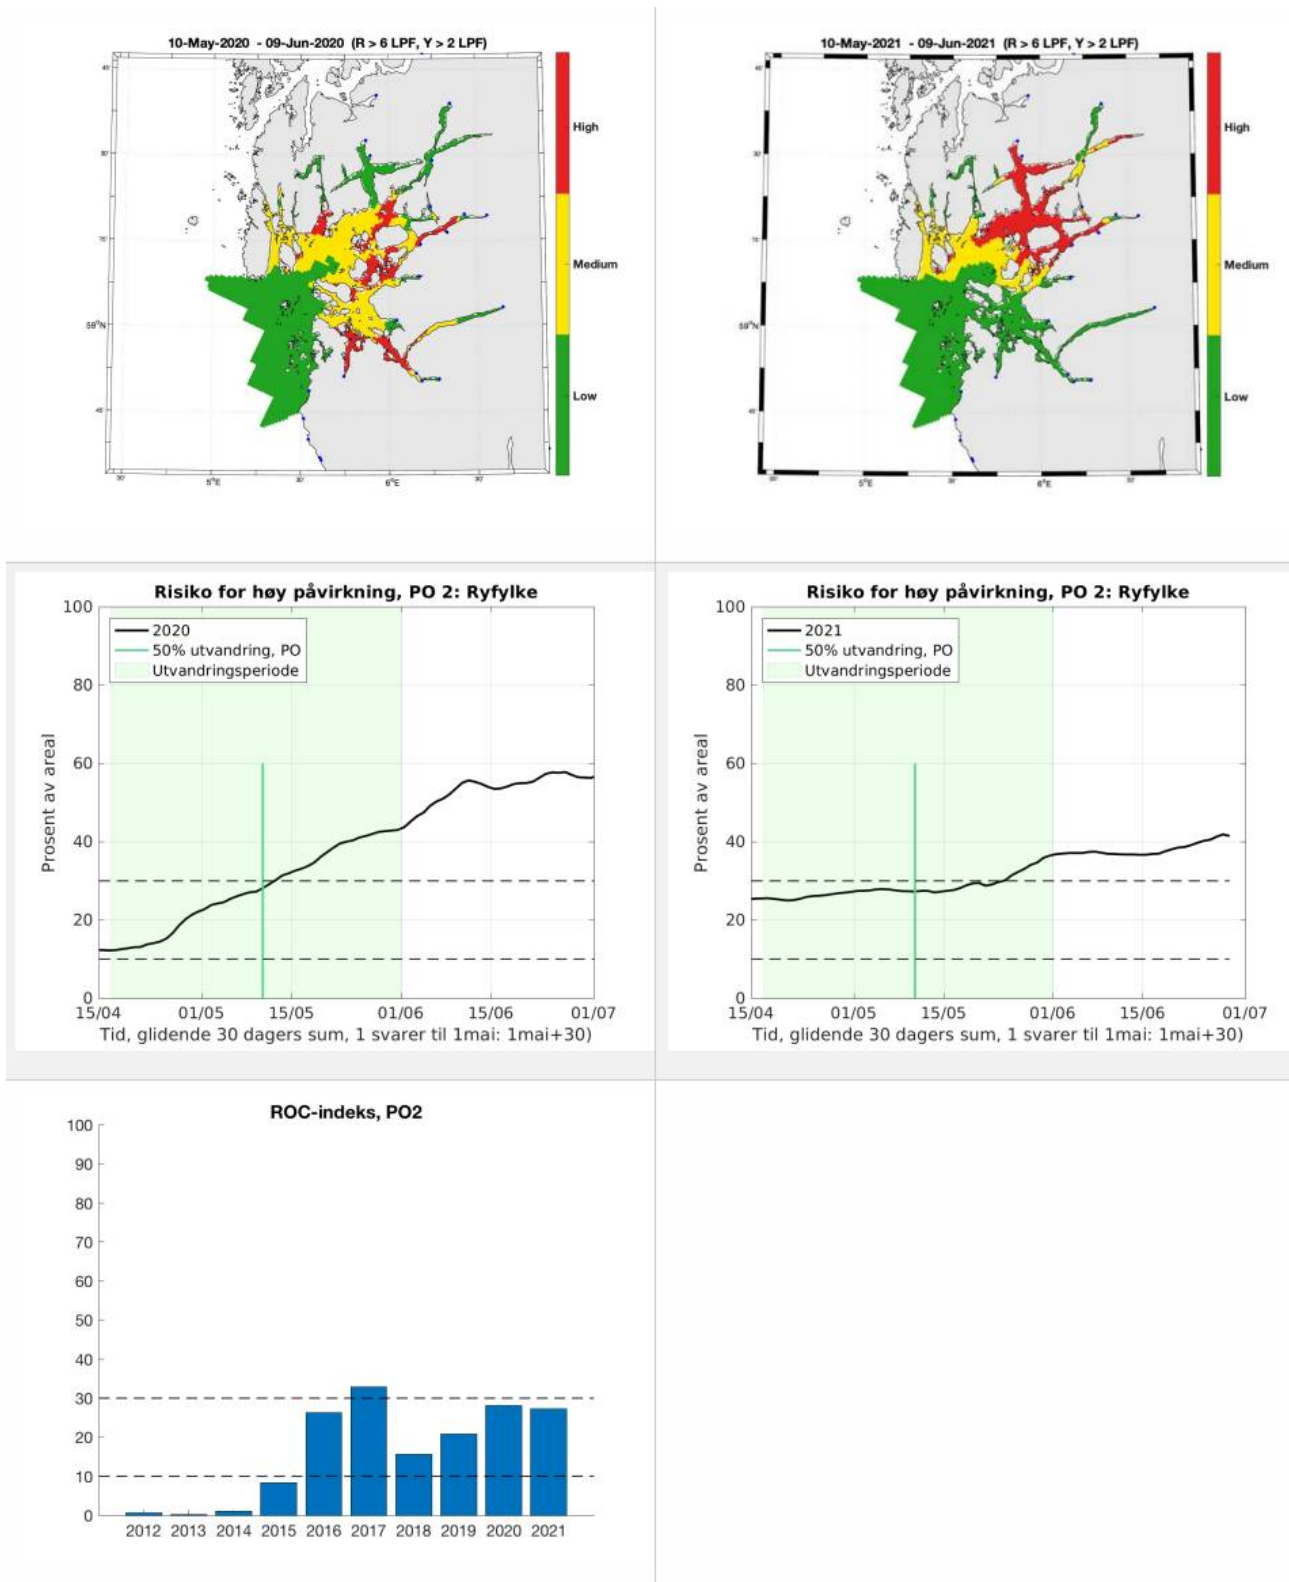 10-May-2020 - 09-Jun-2020 (R > 6 LPF, Y > 2 LPF)
High
Medium
Low
59°N
5°E
30'
6°E
30'
10-May-2021 - 09-Jun-2021 (R > 6 LPF, Y > 2 LPF)
High
Medium
Low
59°N
5°E
30'
6°E
30'
Risiko for høy påvirkning, PO 2: Ryfylke
2020
50% utvandring, PO
Utvandringsperiode
Prosent av areal
100
80
60
40
20
0
15/04 01/05 15/05 01/06 15/06 01/07
Tid, glidende 30 dagers sum, 1 svarer til 1mai: 1mai+30)
Risiko for høy påvirkning, PO 2: Ryfylke
2021
50% utvandring, PO
Utvandringsperiode
Prosent av areal
100
80
60
40
20
0
15/04 01/05 15/05 01/06 15/06 01/07
Tid, glidende 30 dagers sum, 1 svarer til 1mai: 1mai+30)
ROC-indeks, PO2
100
90
80
70
60
50
40
30
20
10
0
2012 2013 2014 2015 2016 2017 2018 2019 2020 2021